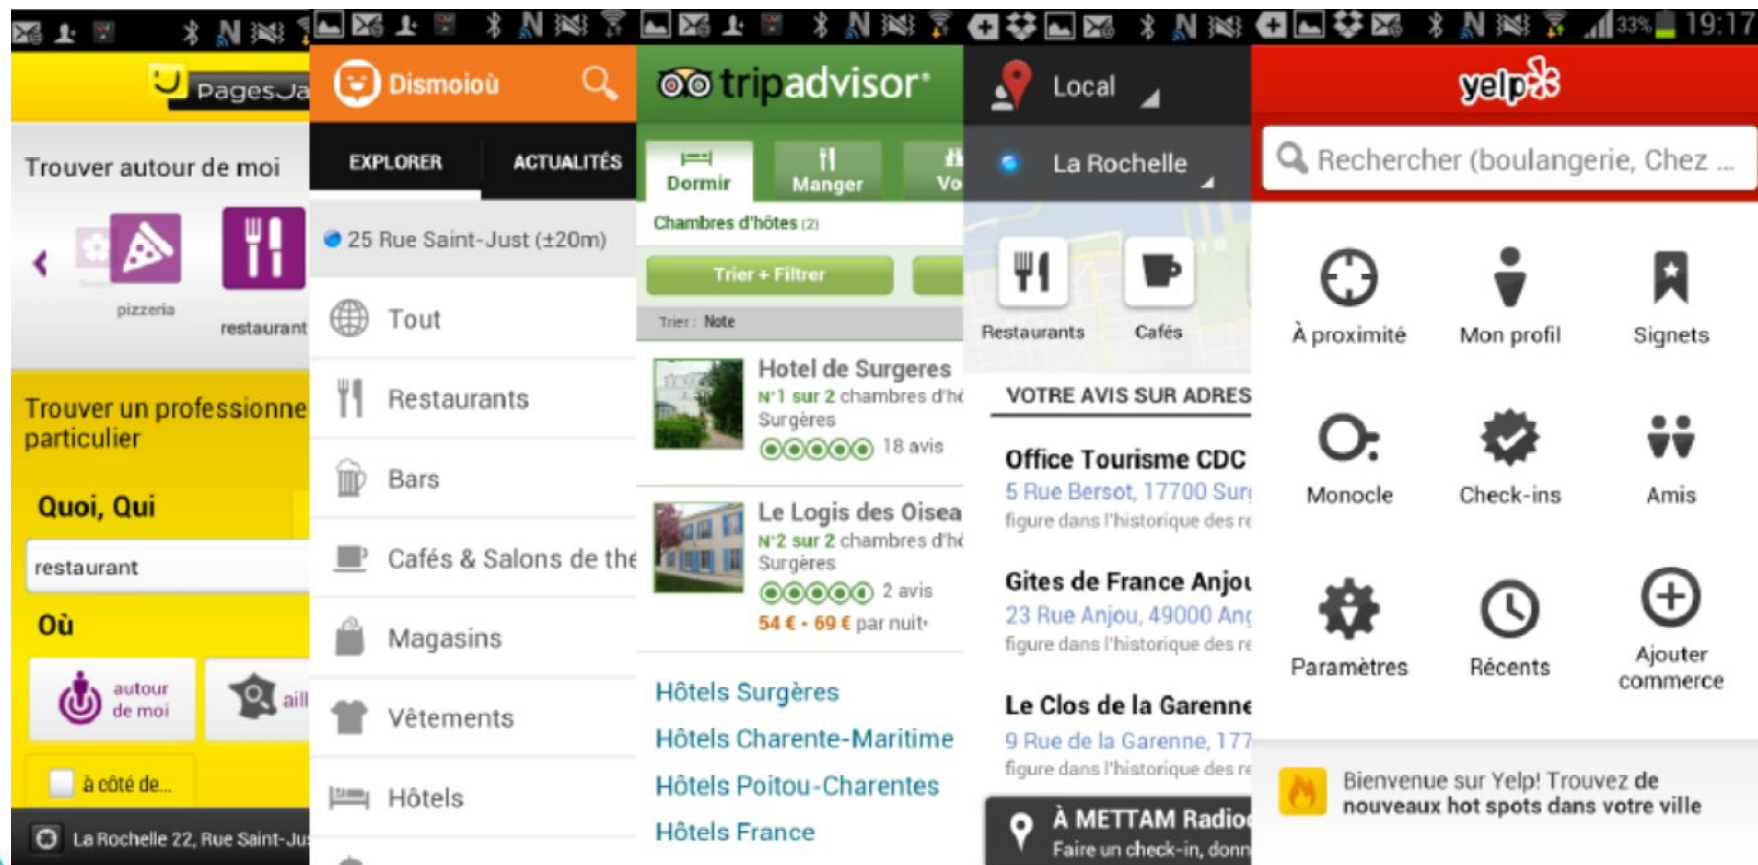 PagesJa
Trouver autour de moi
pizzeria
restaurant
Trouver un professionne
particulier
Quoi, Qui
restaurant
Où
autour
de moi
aill
à côté de...
La Rochelle 22, Rue Saint-Jus
Dismoioù
EXPLORER
ACTUALITÉS
25 Rue Saint-Just (±20m)
Tout
Restaurants
Bars
Cafés & Salons de thé
Magasins
Vêtements
Hôtels
tripadvisor®
Dormir
Manger
Vo
Chambres d'hôtes (2)
Trier + Filtrer
Trier : Note
Hotel de Surgeres
N°1 sur 2 chambres d'hô
Surgères
18 avis
Le Logis des Oisea
N°2 sur 2 chambres d'hô
Surgères
2 avis
54 € - 69 € par nuit*
Hôtels Surgères
Hôtels Charente-Maritime
Hôtels Poitou-Charentes
Hôtels France
Local
La Rochelle
Restaurants
Cafés
VOTRE AVIS SUR ADRES
Office Tourisme CDC
5 Rue Bersot, 17700 Surg
figure dans l'historique des re
Gites de France Anjou
23 Rue Anjou, 49000 Ang
figure dans l'historique des re
Le Clos de la Garenne
9 Rue de la Garenne, 177
figure dans l'historique des re
À METTAM Radioc
Faire un check-in, donn
33% 19:17
yelp
Rechercher (boulangerie, Chez ...
À proximité
Mon profil
Signets
Monocle
Check-ins
Amis
Paramètres
Récents
Ajouter
commerce
Bienvenue sur Yelp! Trouvez de
nouveaux hot spots dans votre ville